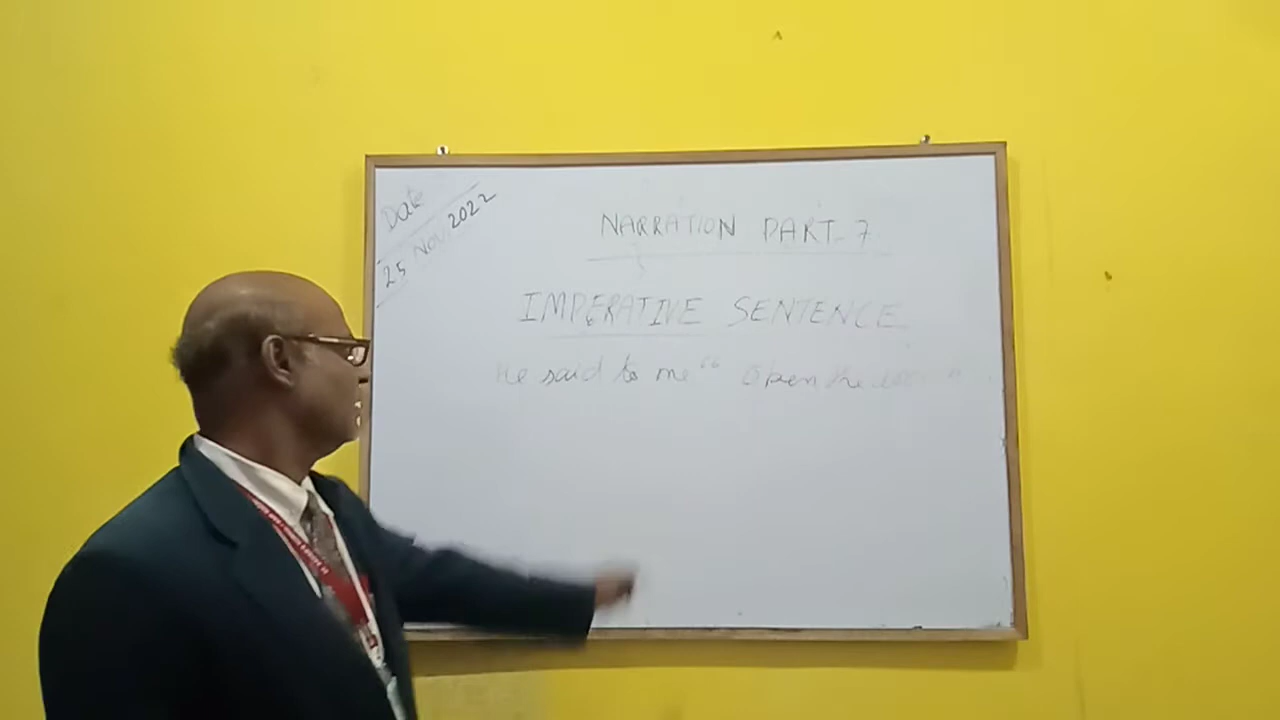 Date
25 Nov 2022
NARRATION PART-7
IMPERATIVE SENTENCE
He said to me “ Open the door "